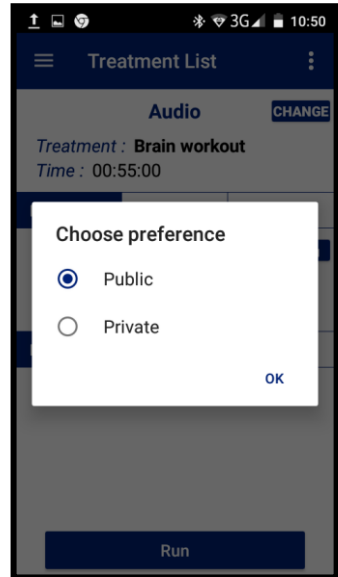 3G 10:50
Treatment List
Audio CHANGE
Treatment : Brain workout
Time : 00:55:00
Choose preference
Public
Private
OK
Run